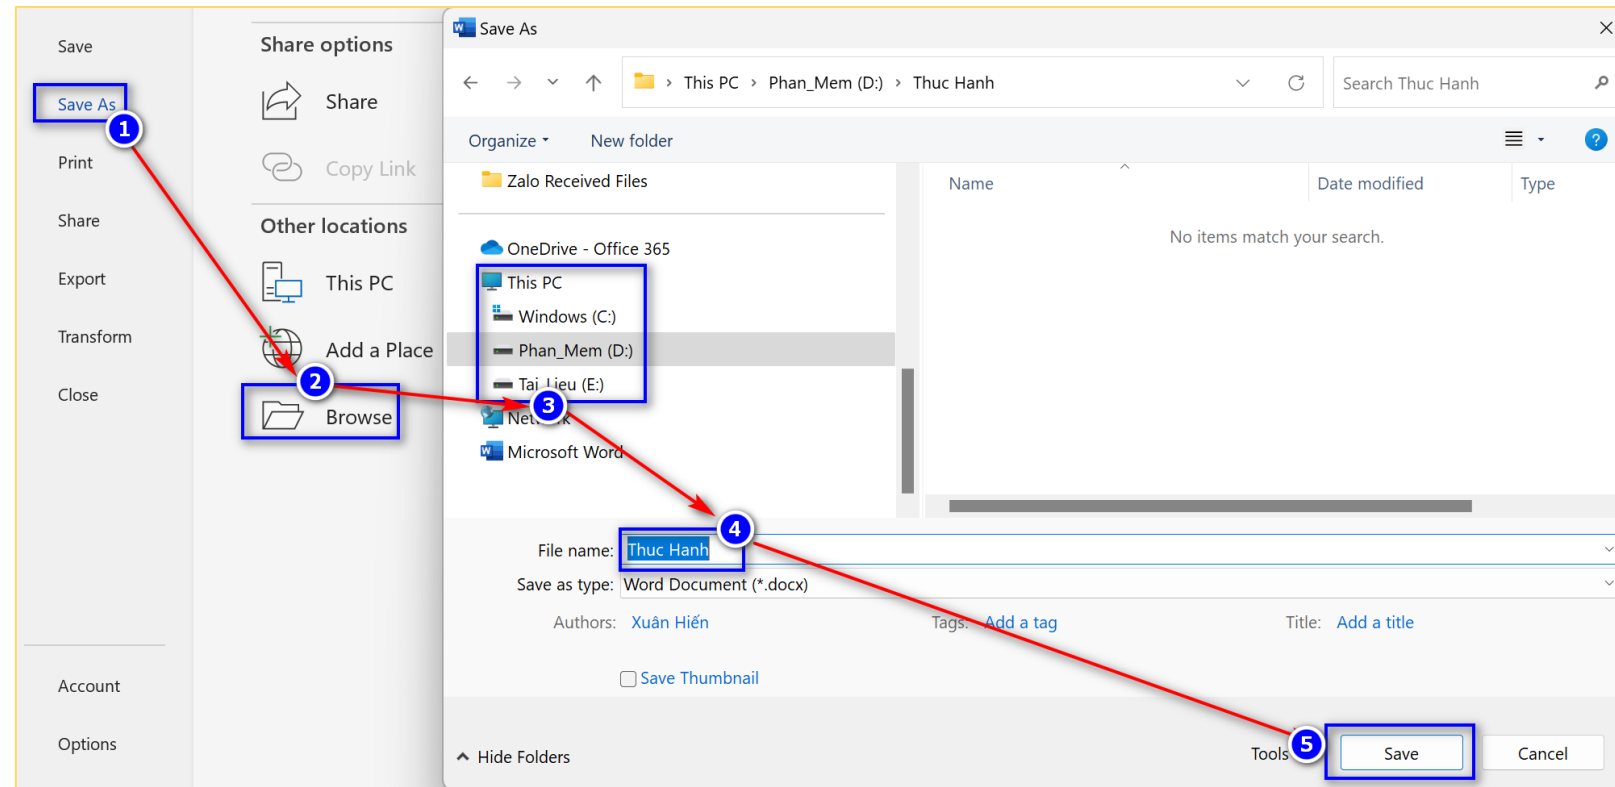 Save
Save As
1
Print
Share
Export
Transform
Close
Account
Options
Share options
Share
Copy Link
Other locations
This PC
Add a Place
2
Browse
Save As
This PC > Phan_Mem (D:) > Thuc Hanh
Search Thuc Hanh
Organize
New folder
?
Zalo Received Files
OneDrive - Office 365
This PC
Windows (C:)
Phan_Mem (D:)
Tai_Lieu (E:)
3
Network
Microsoft Word
Name Date modified Type
No items match your search.
4
File name: Thuc Hanh
Save as type: Word Document (*.docx)
Authors: Xuân Hiến Tags: Add a tag Title: Add a title
Save Thumbnail
Hide Folders
Tools 5 Save Cancel